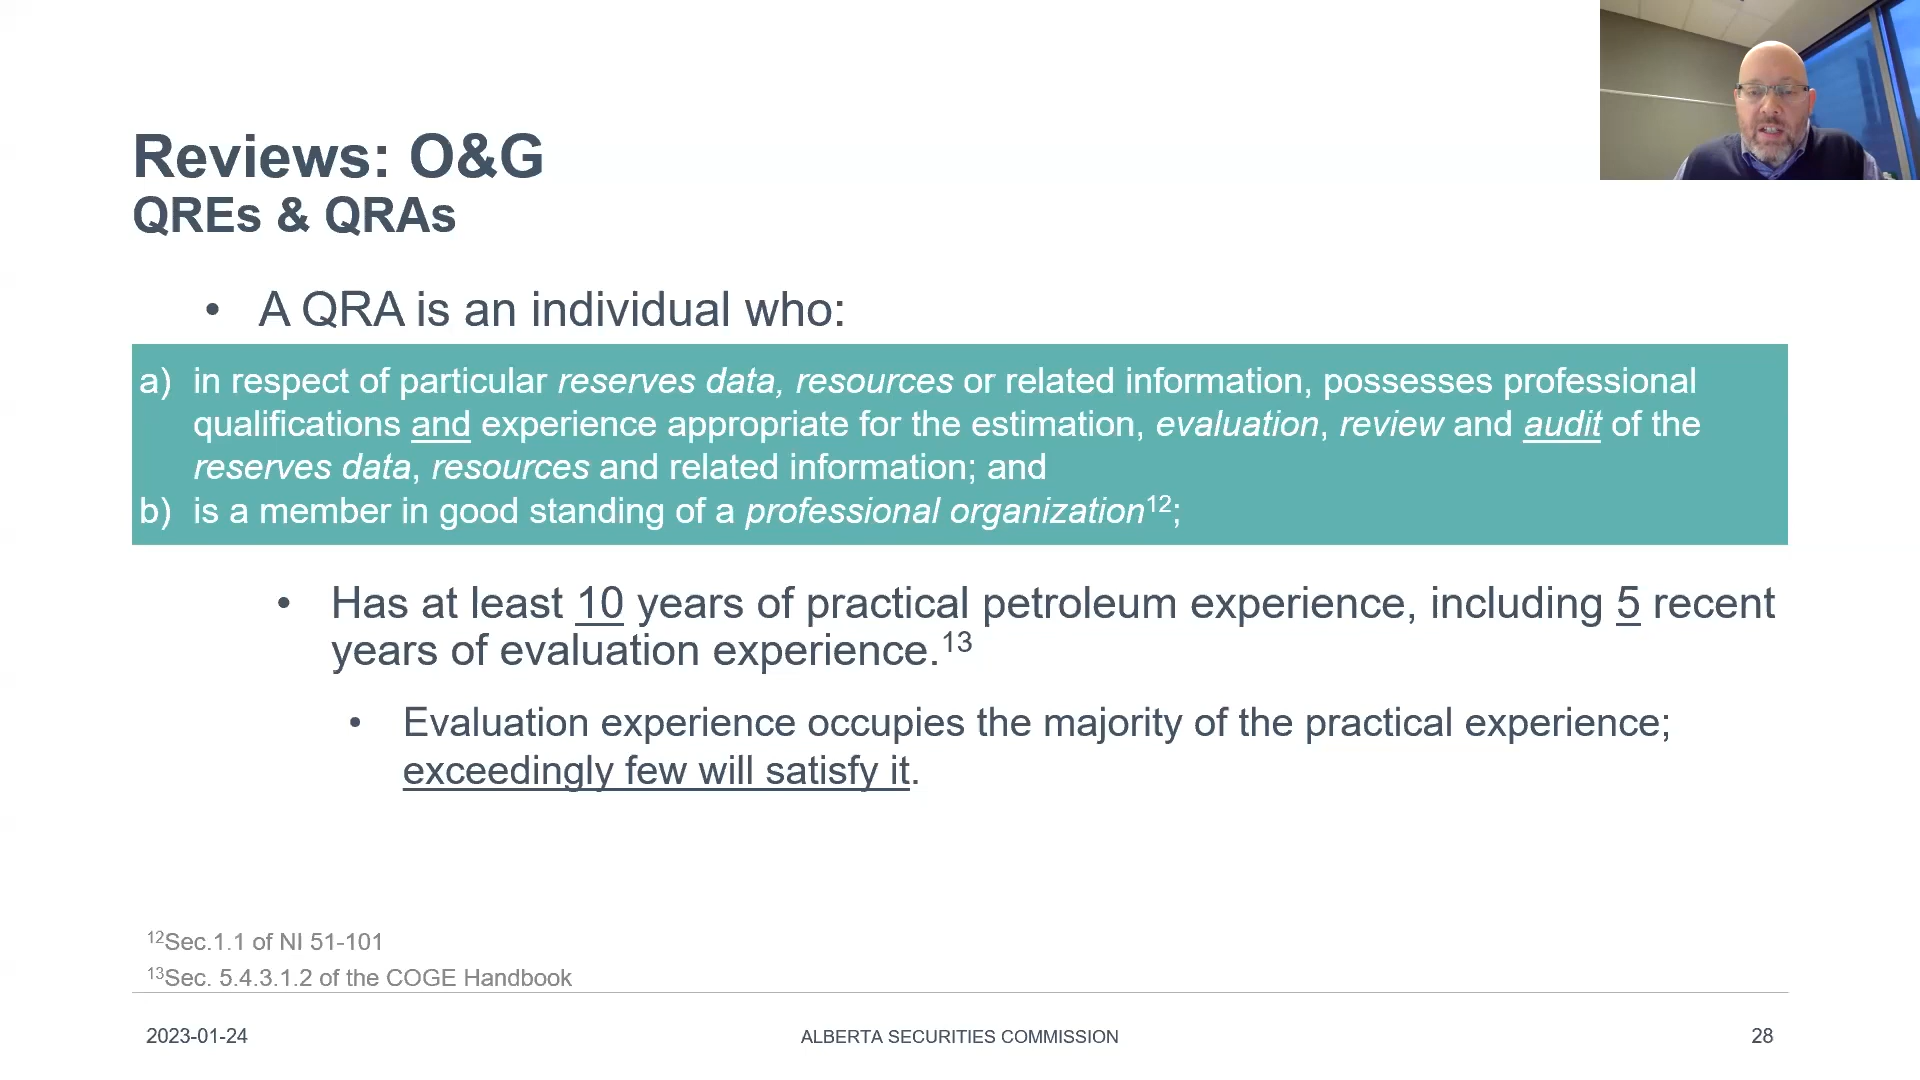 Reviews: O&G
QREs & QRAs
• A QRA is an individual who:
a) in respect of particular reserves data, resources or related information, possesses professional
qualifications and experience appropriate for the estimation, evaluation, review and audit of the
reserves data, resources and related information; and
b) is a member in good standing of a professional organization12;
• Has at least 10 years of practical petroleum experience, including 5 recent
years of evaluation experience.13
• Evaluation experience occupies the majority of the practical experience;
exceedingly few will satisfy it.
12Sec.1.1 of NI 51-101
13Sec. 5.4.3.1.2 of the COGE Handbook
2023-01-24 ALBERTA SECURITIES COMMISSION 28